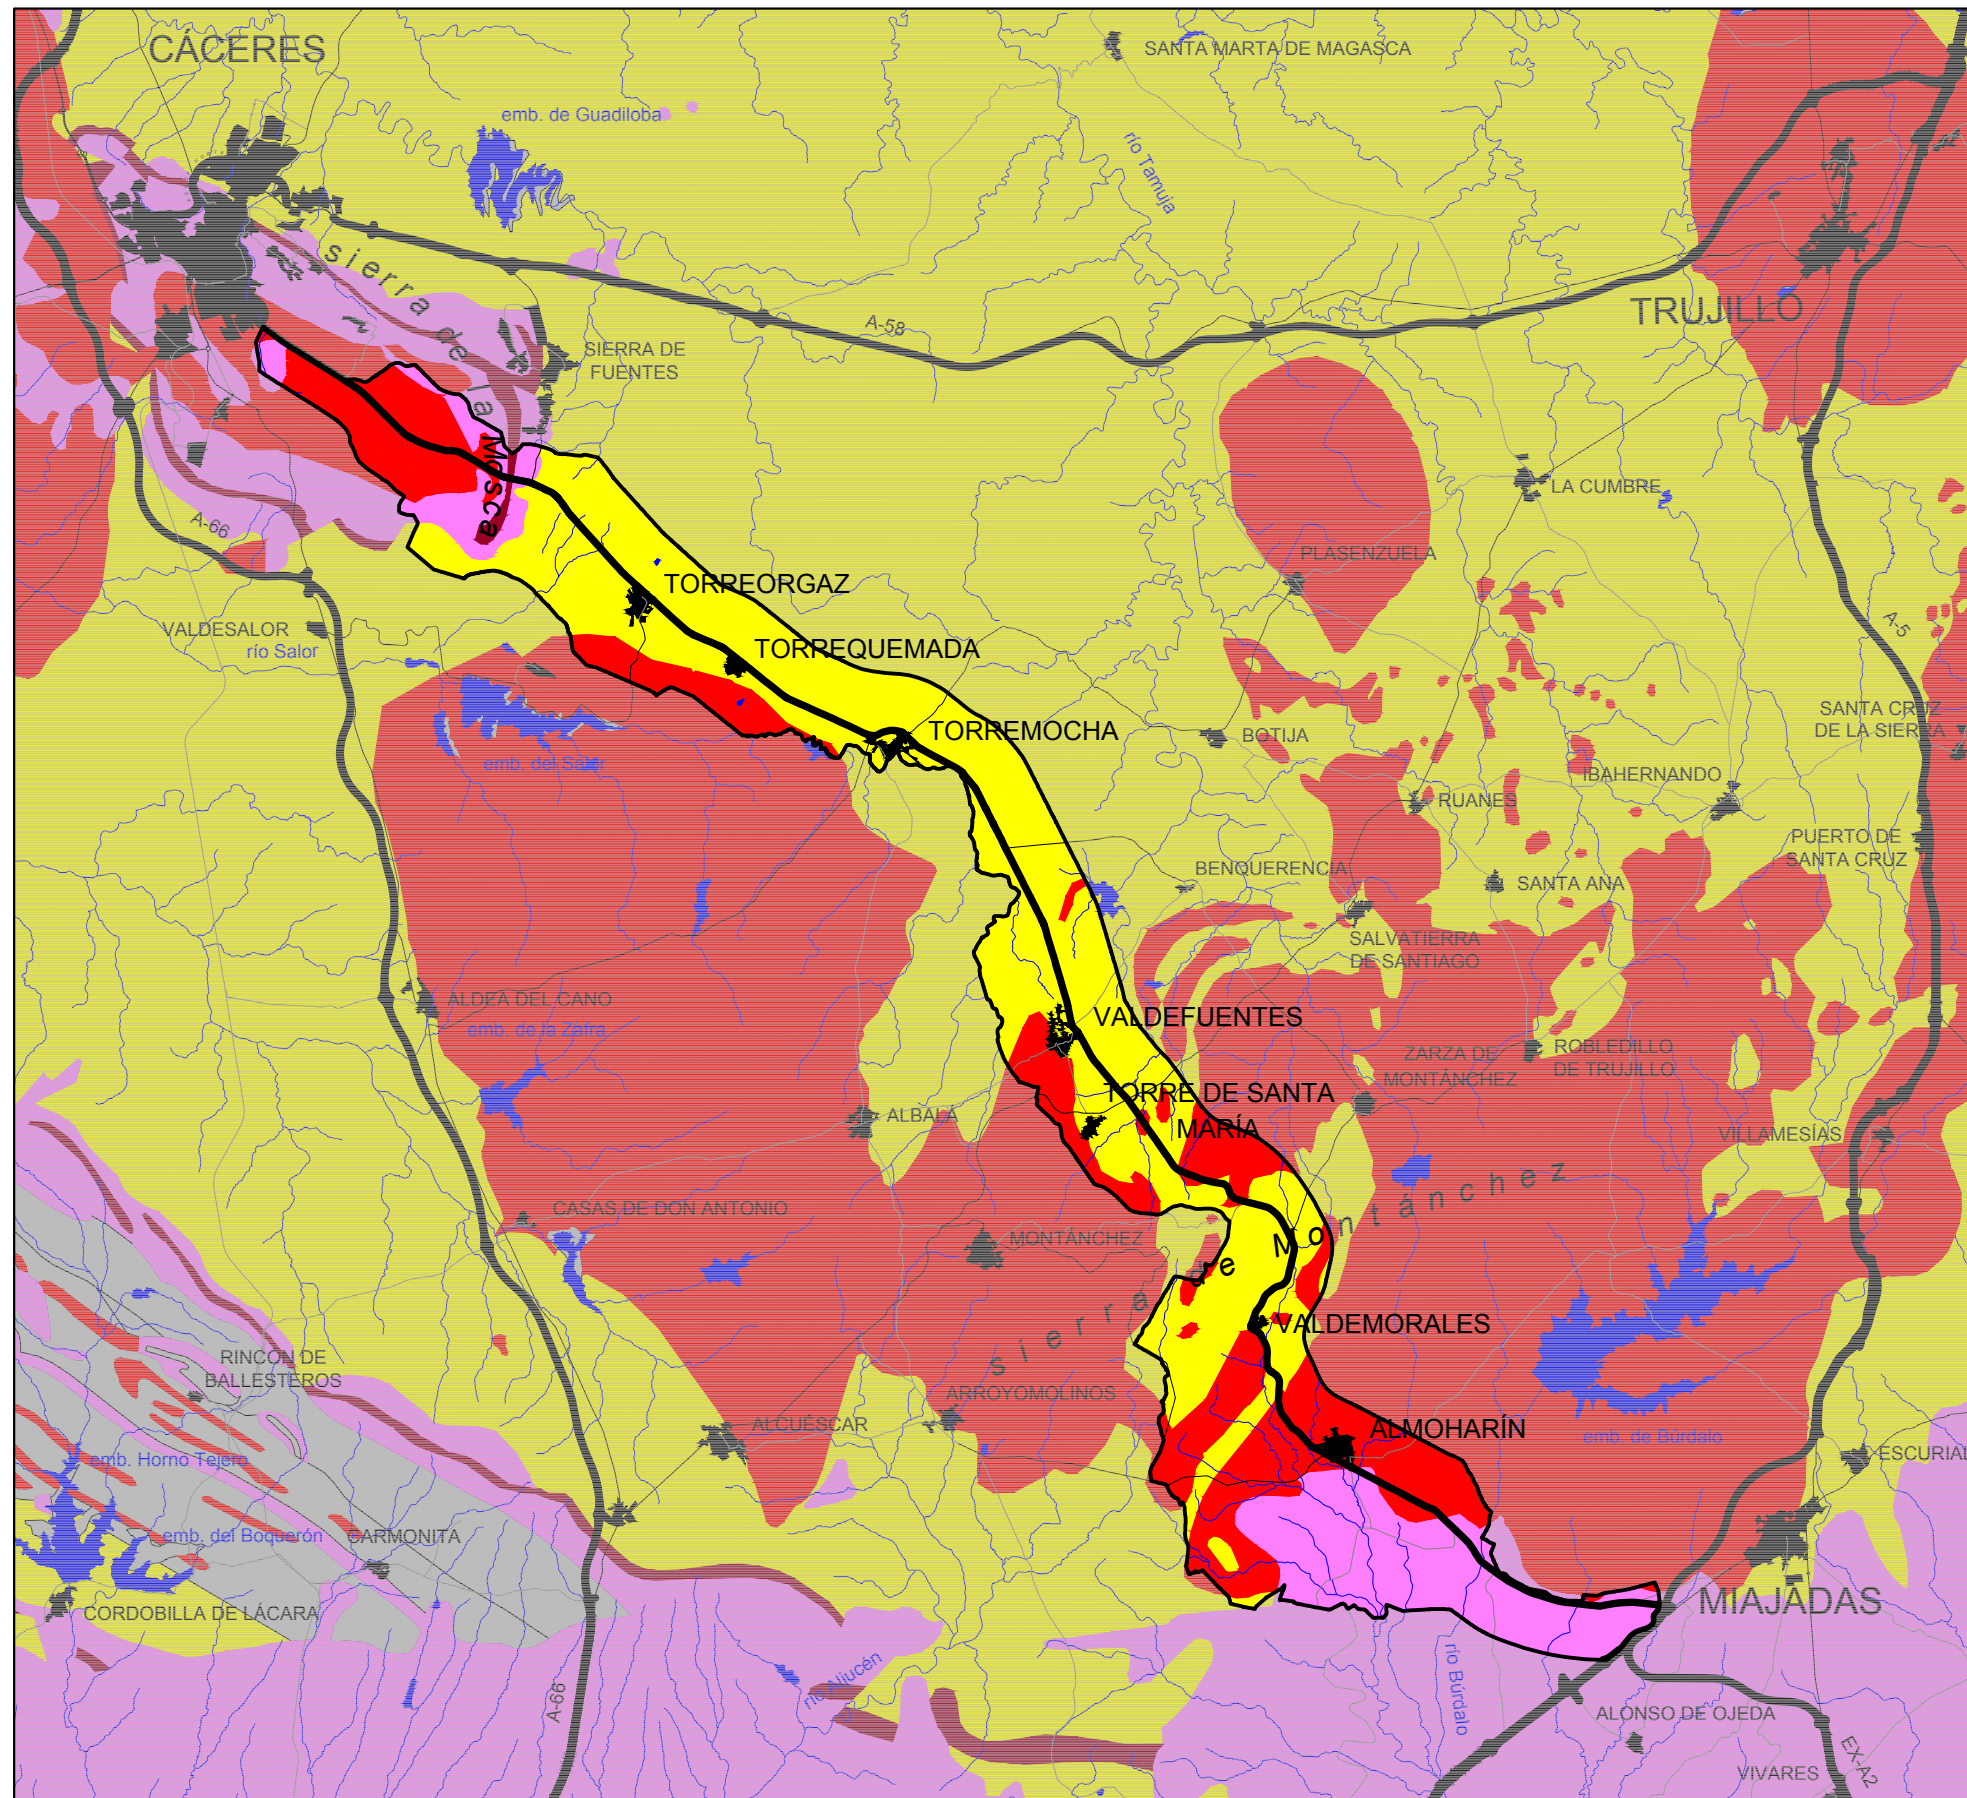 CÁCERES
SANTA MARTA DE MAGASCA
emb. de Guadiloba
río Tamuja
sierra de la Mosca
TRUJILLO
A-58
SIERRA DE
FUENTES
LA CUMBRE
A-66
PLASENZUELA
TORREORGAZ
VALDESALOR
río Salor
A-5
TORREQUEMADA
SANTA CRUZ
DE LA SIERRA
TORREMOCHA
BOTIJA
emb. del Salor
IBAHERNANDO
RUANES
PUERTO DE
SANTA CRUZ
BENQUERENCIA
SANTA ANA
SALVATIERRA
DE SANTIAGO
ALDEA DEL CANO
emb. de la Zafra
VALDEFUENTES
ZARZA DE
MONTÁNCHEZ
ROBLEDILLO
DE TRUJILLO
TORRE DE SANTA
MARÍA
ALBALÁ
VILLAMESÍAS
CASAS DE DON ANTONIO
MONTÁNCHEZ
sierra de Montánchez
VALDEMORALES
RINCÓN DE
BALLESTEROS
ARROYOMOLINOS
ALCUÉSCAR
ALMOHARÍN
emb. de Búrdalo
ESCURIAL
emb. Horno Tejero
emb. del Boquerón
CARMONITA
CORDOBILLA DE LÁCARA
MIAJADAS
río Aljucén
río Búrdalo
A-66
ALONSO DE OJEDA
EX-A2
VIVARES